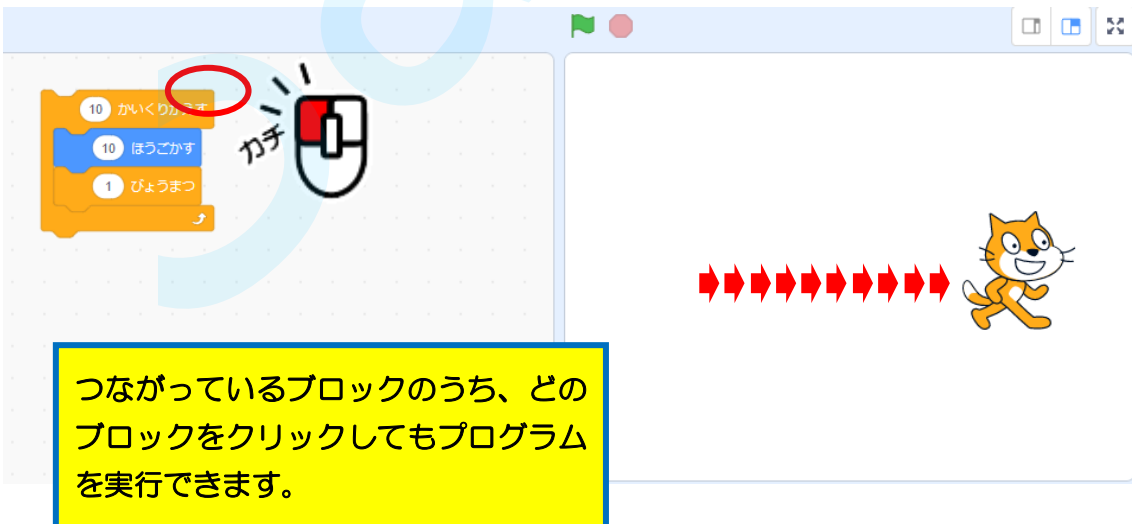 10 かいくりかえす
10 ほうごかす
1 びょうまつ
カチ
つながっているブロックのうち、どの
ブロックをクリックしてもプログラム
を実行できます。